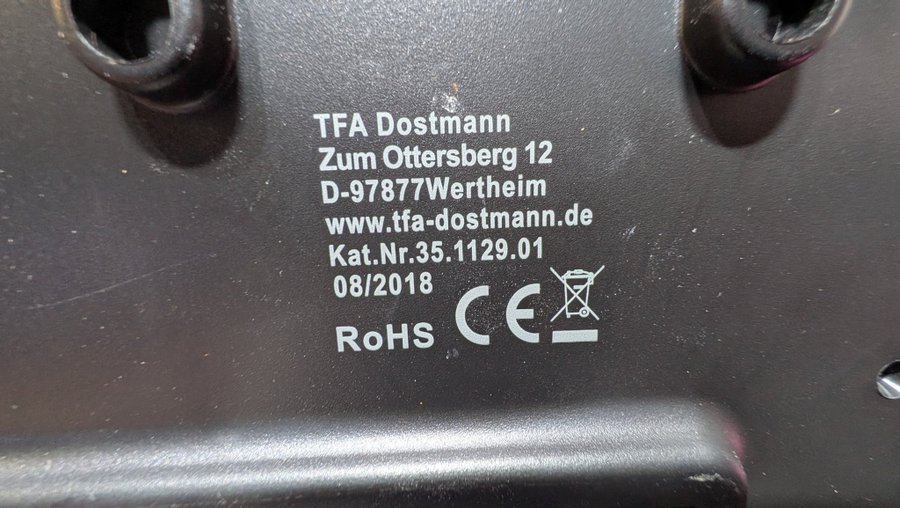 TFA Dostmann
Zum Ottersberg 12
D-97877Wertheim
www.tfa-dostmann.de
Kat.Nr.35.1129.01
08/2018
RoHS CE